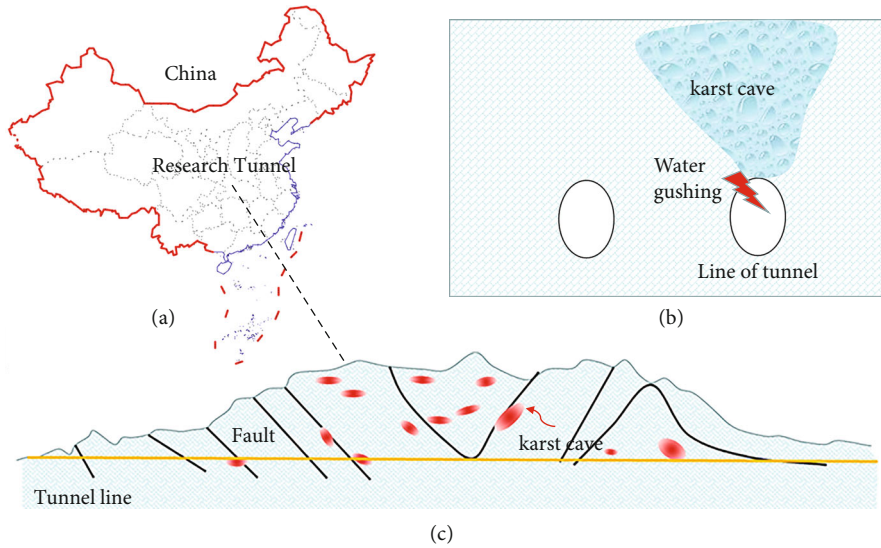 China
Research Tunnel
(a)
karst cave
Water
gushing
Line of tunnel
(b)
Fault
karst cave
Tunnel line
(c)